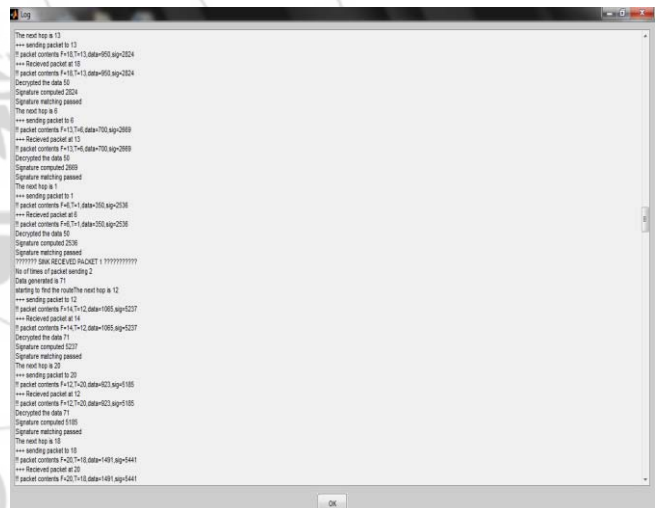 Log
The next hop is 13
+++ sending packet to 13
!! packet contents F=18,T=13,data=950,sig=2824
+++ Recieved packet at 18
!! packet contents F=18,T=13,data=950,sig=2824
Decrypted the data 50
Signature computed 2824
Signature matching passed
The next hop is 6
+++ sending packet to 6
!! packet contents F=13,T=6,data=700,sig=2669
+++ Recieved packet at 13
!! packet contents F=13,T=6,data=700,sig=2669
Decrypted the data 50
Signature computed 2669
Signature matching passed
The next hop is 1
+++ sending packet to 1
!! packet contents F=6,T=1,data=350,sig=2536
+++ Recieved packet at 6
!! packet contents F=6,T=1,data=350,sig=2536
Decrypted the data 50
Signature computed 2536
Signature matching passed
??????? SINK RECIEVED PACKET 1 ???????????
No of times of packet sending 2
Data generated is 71
starting to find the routeThe next hop is 12
+++ sending packet to 12
!! packet contents F=14,T=12,data=1065,sig=5237
+++ Recieved packet at 14
!! packet contents F=14,T=12,data=1065,sig=5237
Decrypted the data 71
Signature computed 5237
Signature matching passed
The next hop is 20
+++ sending packet to 20
!! packet contents F=12,T=20,data=923,sig=5185
+++ Recieved packet at 12
!! packet contents F=12,T=20,data=923,sig=5185
Decrypted the data 71
Signature computed 5185
Signature matching passed
The next hop is 18
+++ sending packet to 18
!! packet contents F=20,T=18,data=1491,sig=5441
+++ Recieved packet at 20
!! packet contents F=20,T=18,data=1491,sig=5441
OK